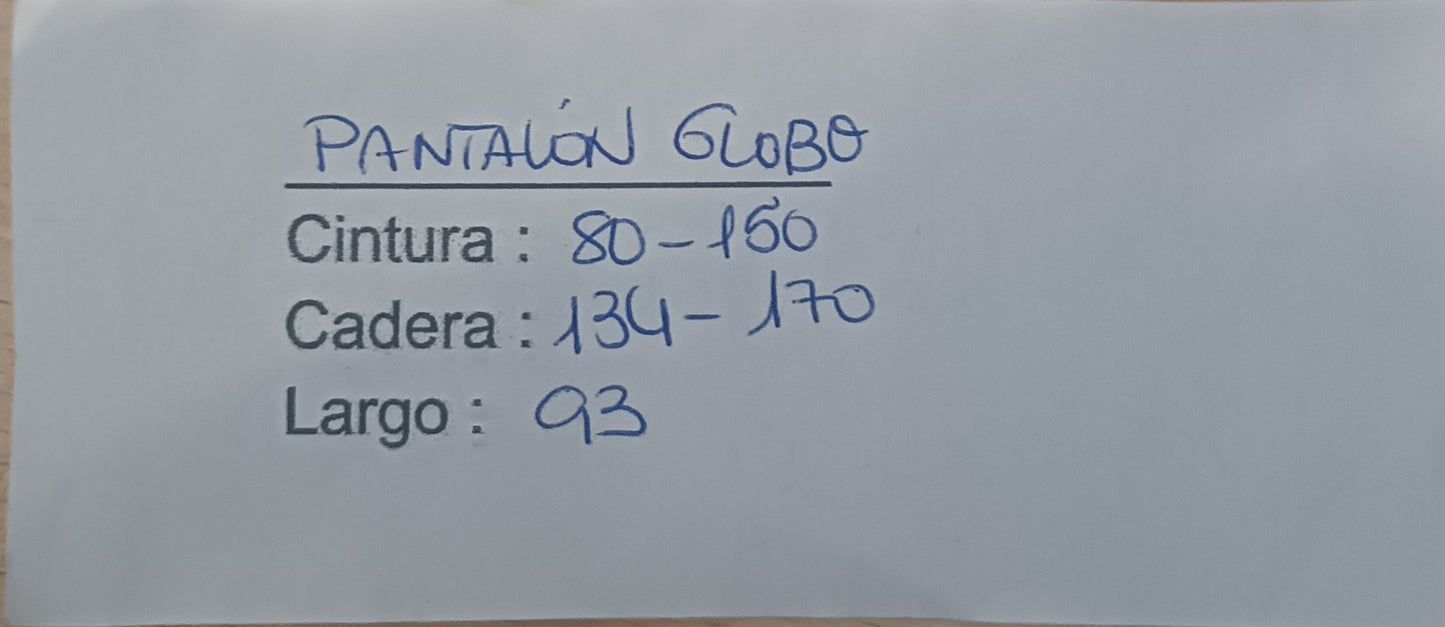 PANTALÓN GLOBO
Cintura : 80-150
Cadera : 134-170
Largo : 93